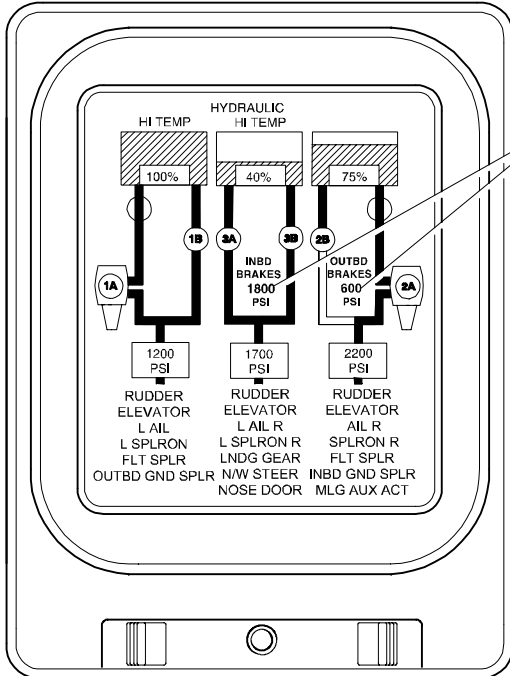 HYDRAULIC
HI TEMP HI TEMP
100% 40% 75%
1B 3A 3B 2B
INBD BRAKES 1800 PSI
OUTBD BRAKES 600 PSI
1A 2A
1200 PSI
1700 PSI
2200 PSI
RUDDER
ELEVATOR
L AIL
L SPLRON
FLT SPLR
OUTBD GND SPLR
RUDDER
ELEVATOR
L AIL R
L SPLRON R
LNDG GEAR
N/W STEER
NOSE DOOR
RUDDER
ELEVATOR
AIL R
SPLRON R
FLT SPLR
INBD GND SPLR
MLG AUX ACT